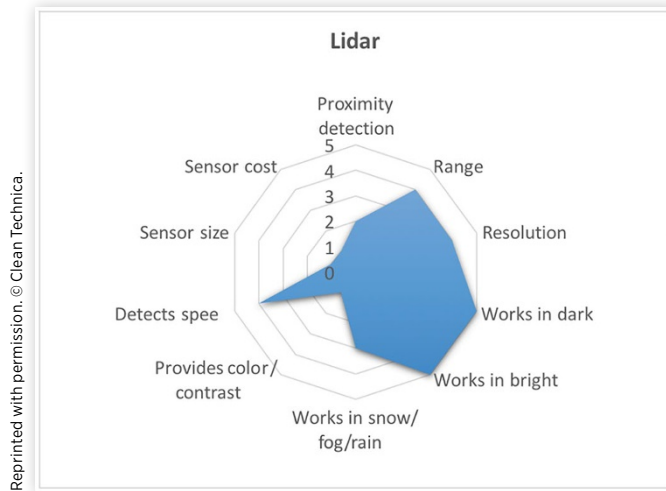 Lidar
Proximity
detection
Sensor cost
Range
5
4
3
2
1
0
Sensor size
Resolution
Detects spee
Works in dark
Provides color/
contrast
Works in bright
Works in snow/
fog/rain
Reprinted with permission. © Clean Technica.